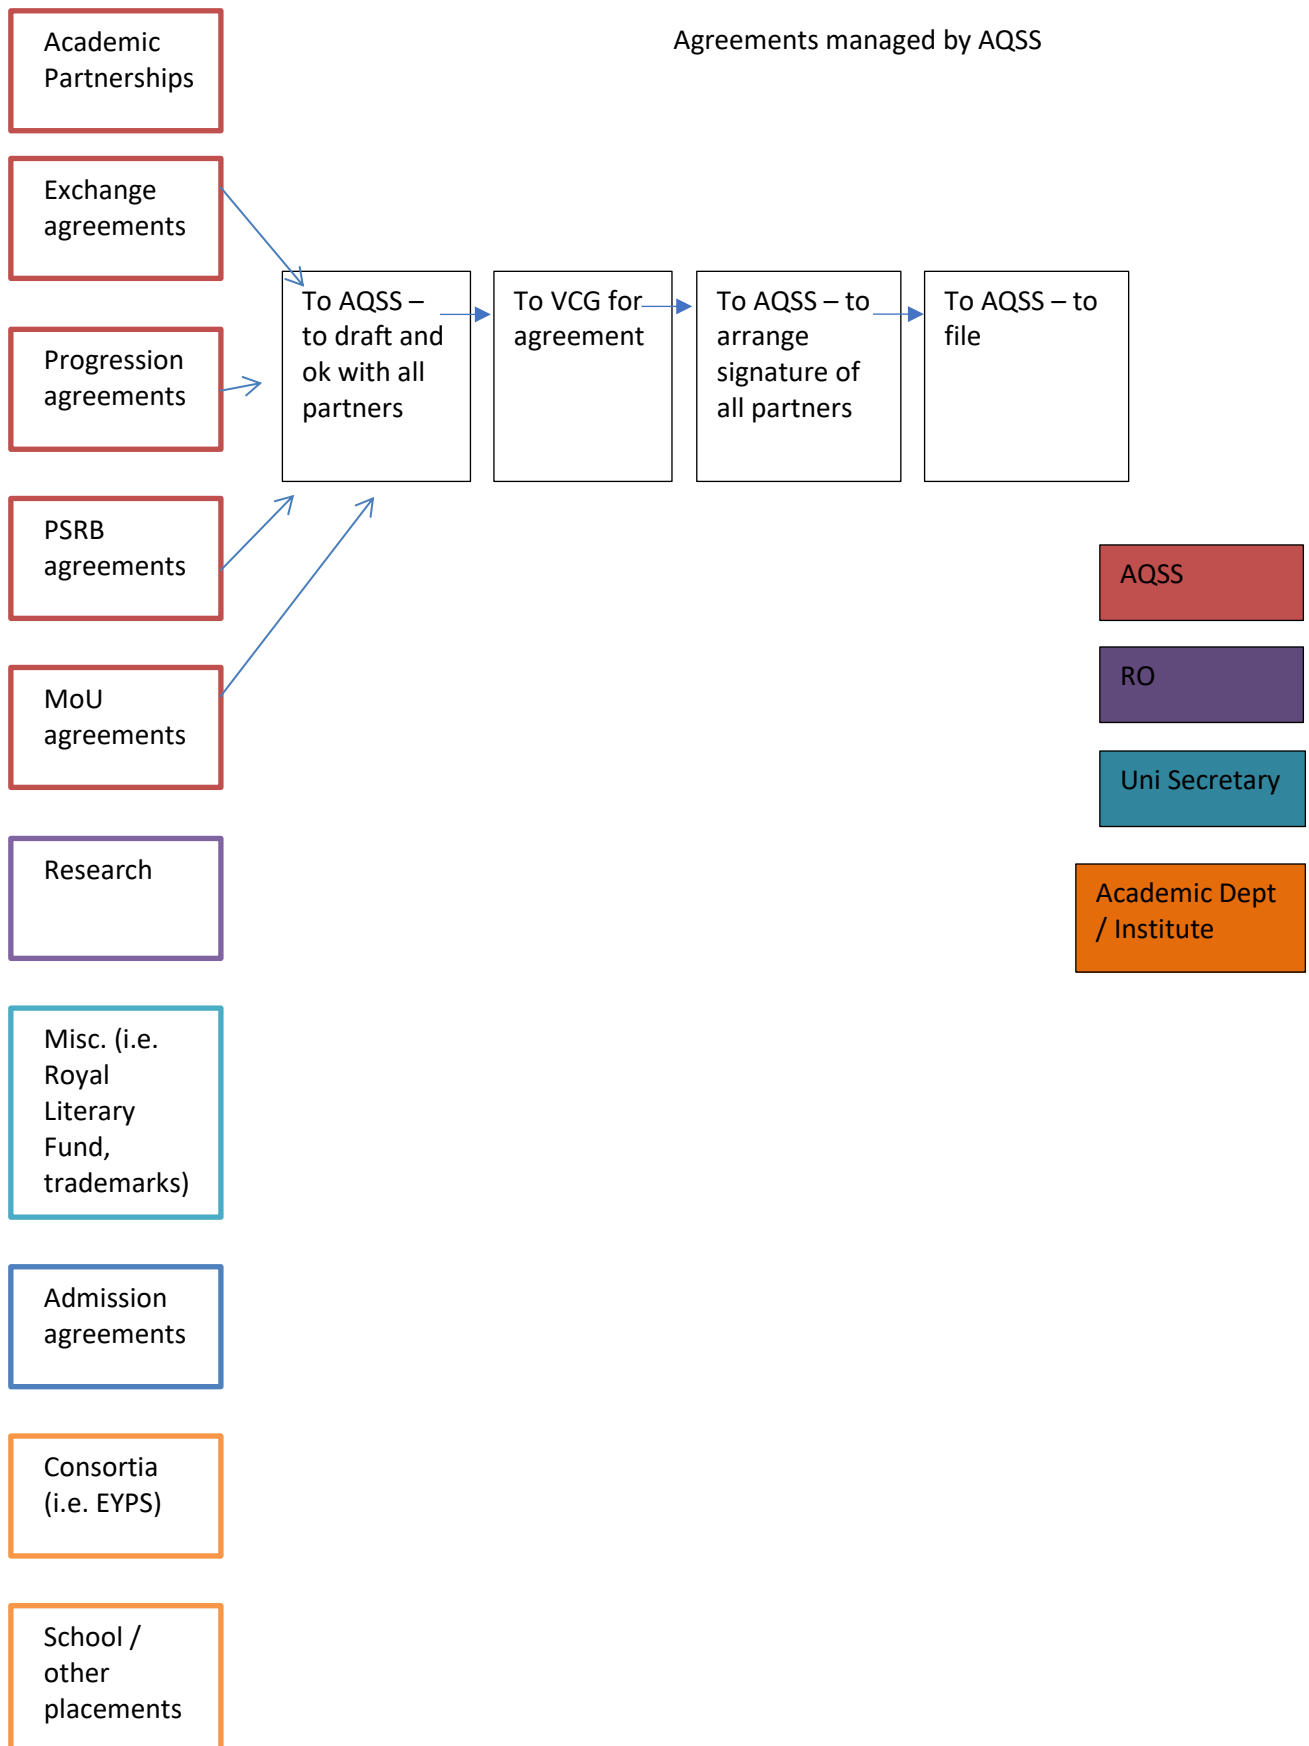 Academic
Partnerships
Agreements managed by AQSS
Exchange
agreements
Progression
agreements
To AQSS –
to draft and
ok with all
partners
To VCG for
agreement
To AQSS – to
arrange
signature of
all partners
To AQSS – to
file
PSRB
agreements
MoU
agreements
AQSS
RO
Uni Secretary
Academic Dept
/ Institute
Research
Misc. (i.e.
Royal
Literary
Fund,
trademarks)
Admission
agreements
Consortia
(i.e. EYPS)
School /
other
placements